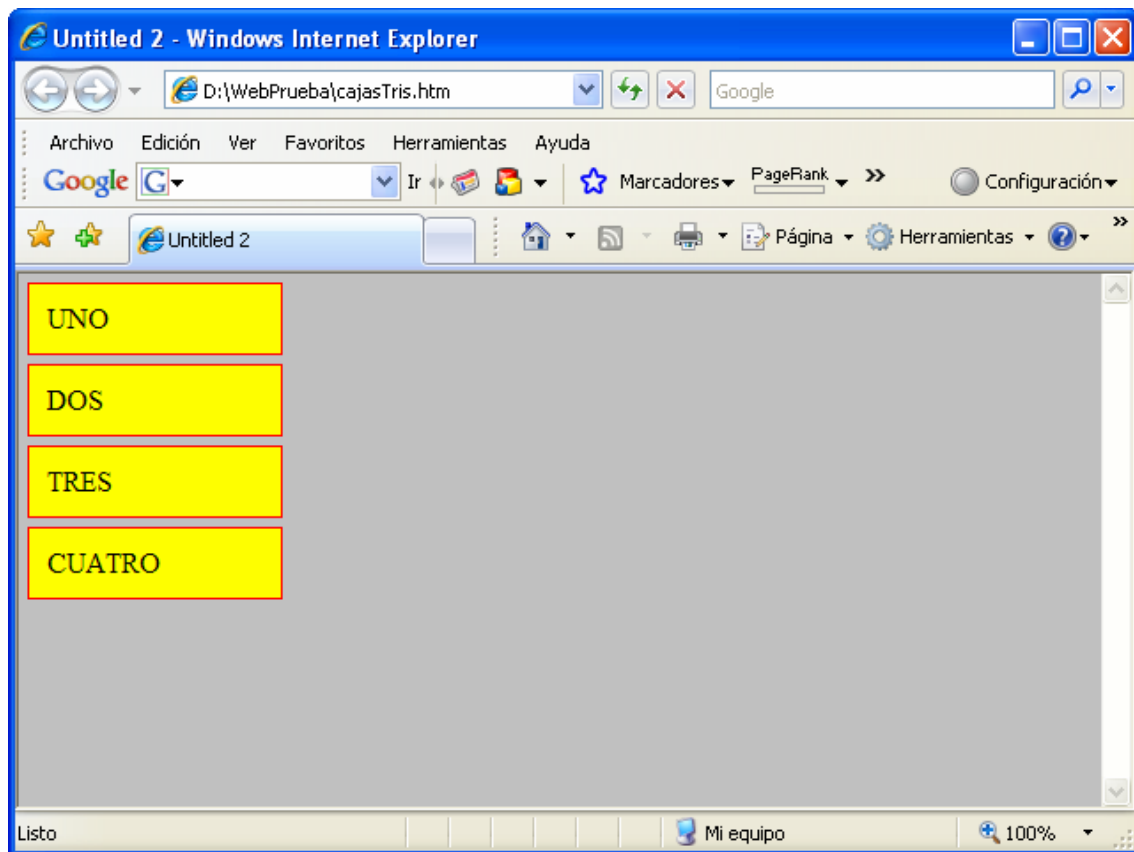 Untitled 2 - Windows Internet Explorer
D:\WebPrueba\cajasTris.htm
Google
Archivo Edición Ver Favoritos Herramientas Ayuda
Google G Ir Marcadores PageRank » Configuración
Untitled 2 Página Herramientas ? »
UNO
DOS
TRES
CUATRO
Listo Mi equipo 100%